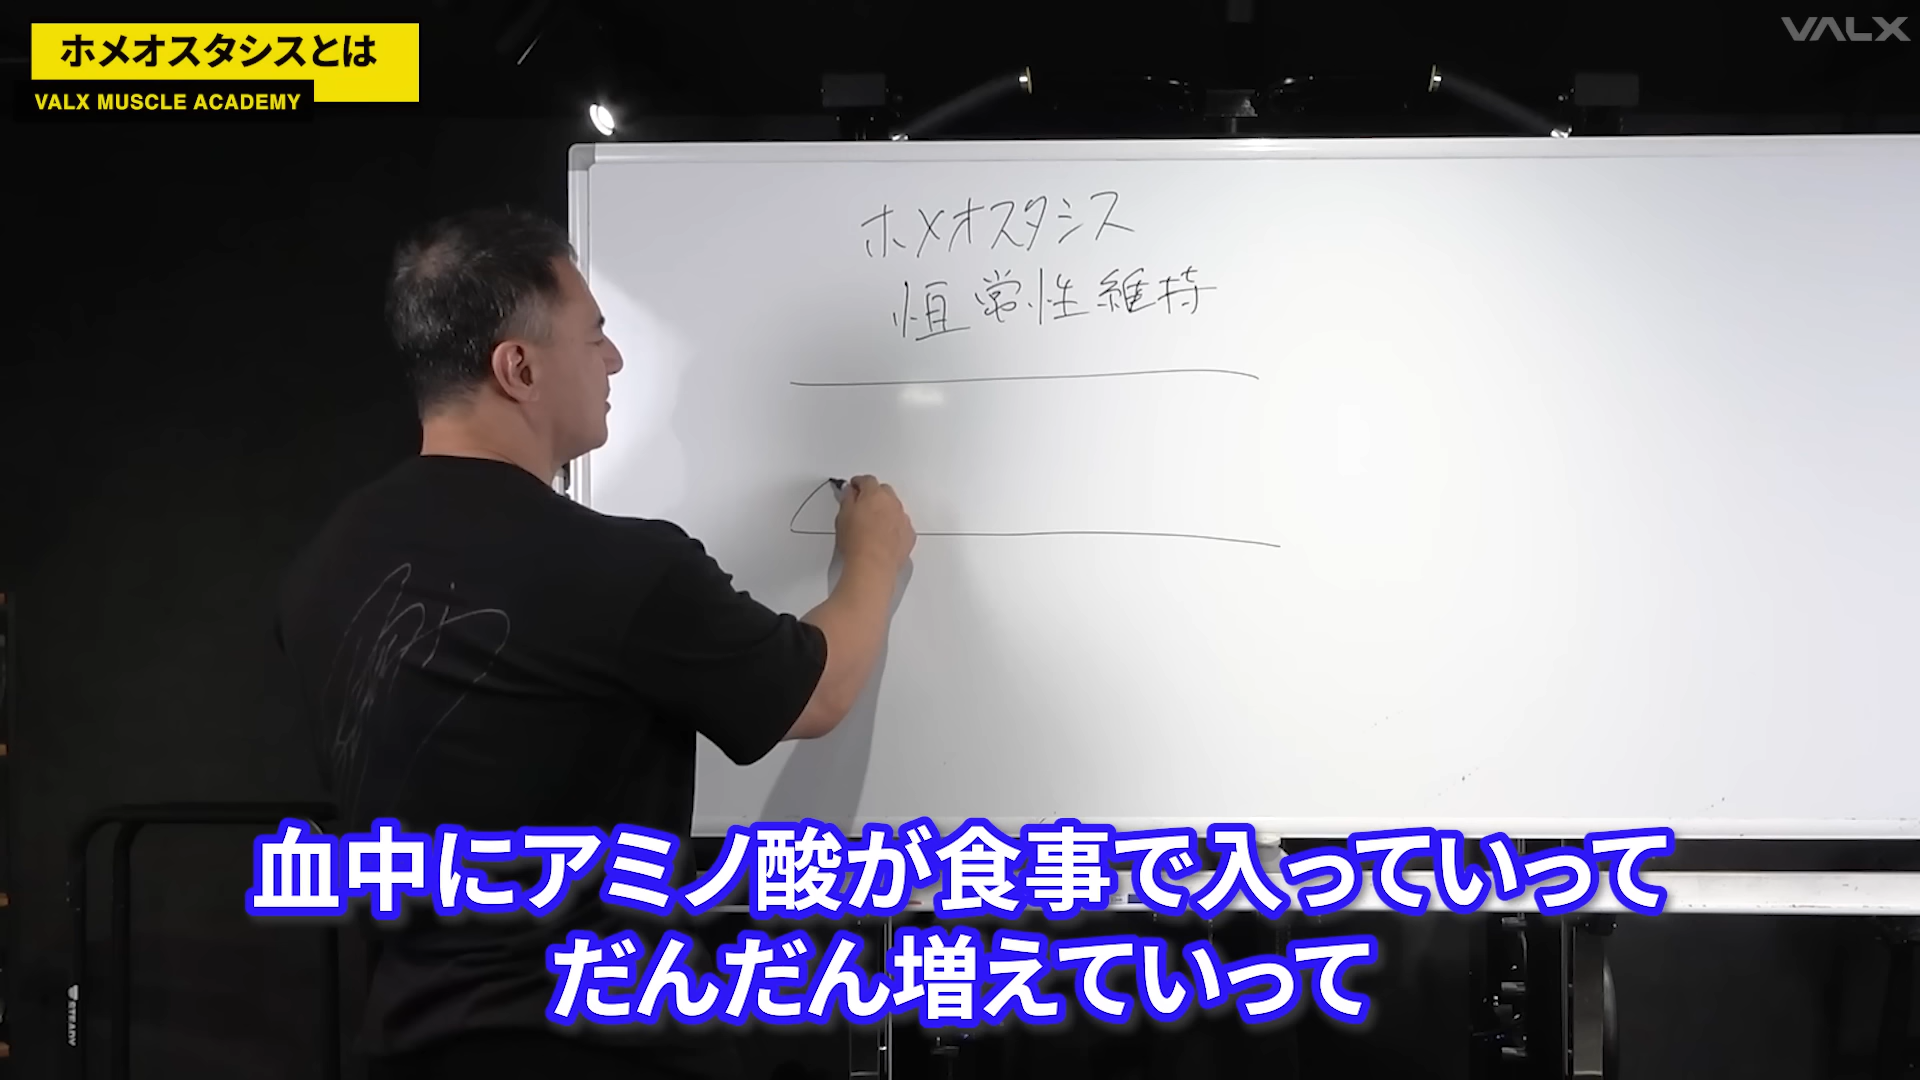 ホメオスタシスとは
VALX MUSCLE ACADEMY
VALX
ホメオスタシス
恒常性維持
血中にアミノ酸が食事で入っていって
だんだん増えていって